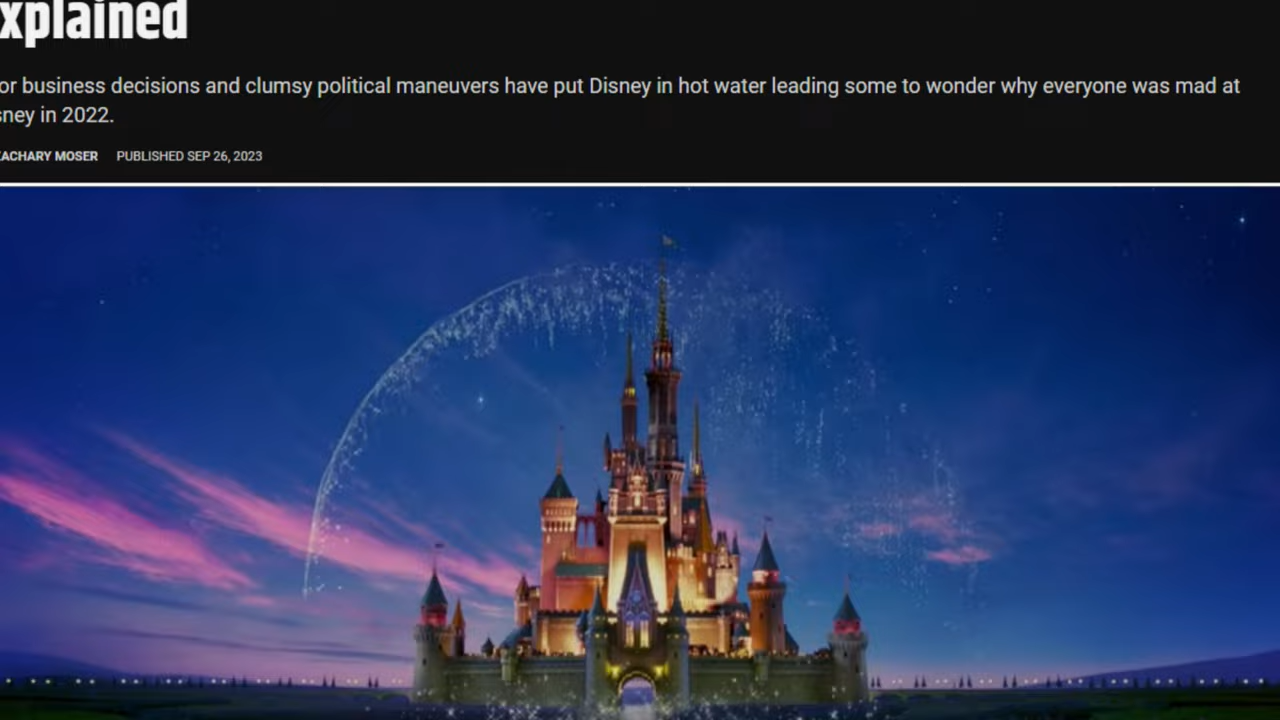 xplained
or business decisions and clumsy political maneuvers have put Disney in hot water leading some to wonder why everyone was mad at
sney in 2022.
ZACHARY MOSER PUBLISHED SEP 26, 2023